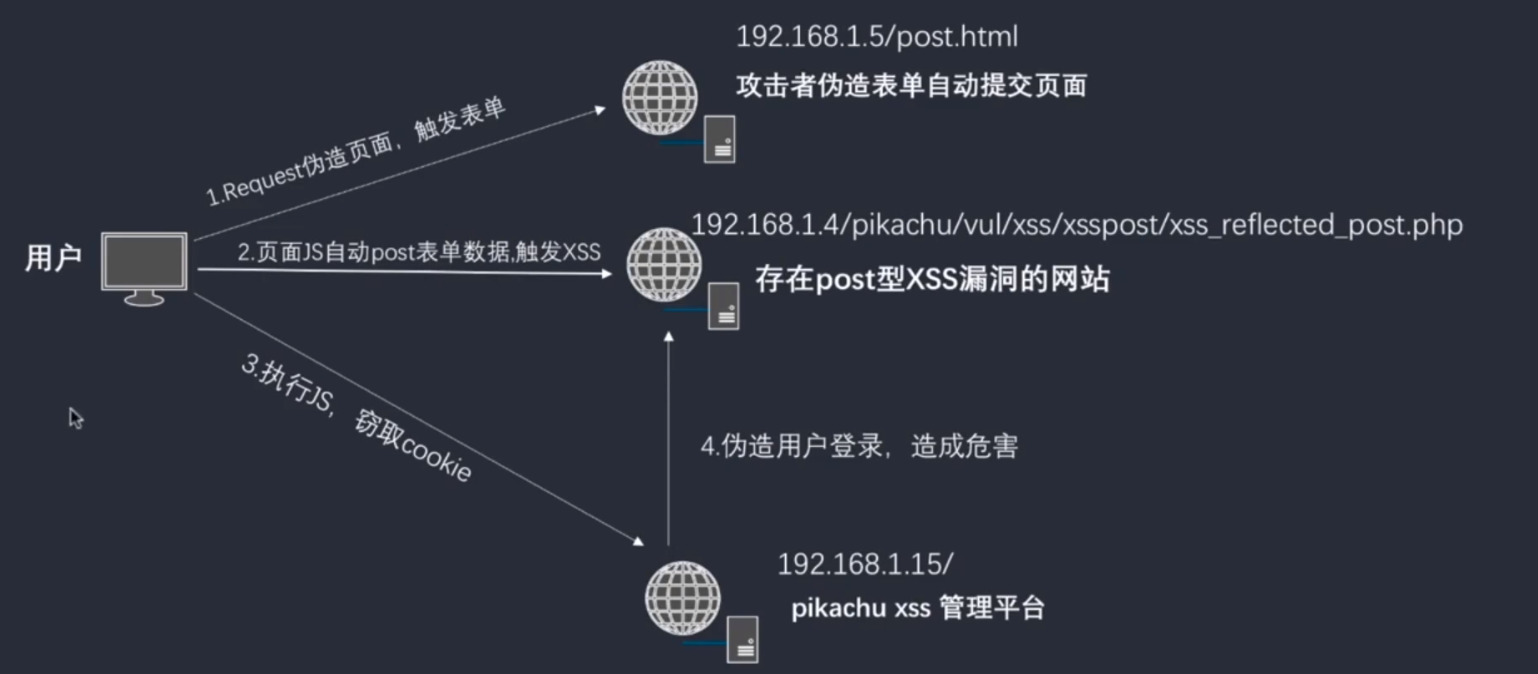 192.168.1.5/post.html
攻击者伪造表单自动提交页面
1.Request伪造页面，触发表单
192.168.1.4/pikachu/vul/xss/xsspost/xss_reflected_post.php
用户
2.页面JS自动post表单数据,触发XSS
存在post型XSS漏洞的网站
3.执行JS，窃取cookie
4.伪造用户登录，造成危害
192.168.1.15/
pikachu xss 管理平台